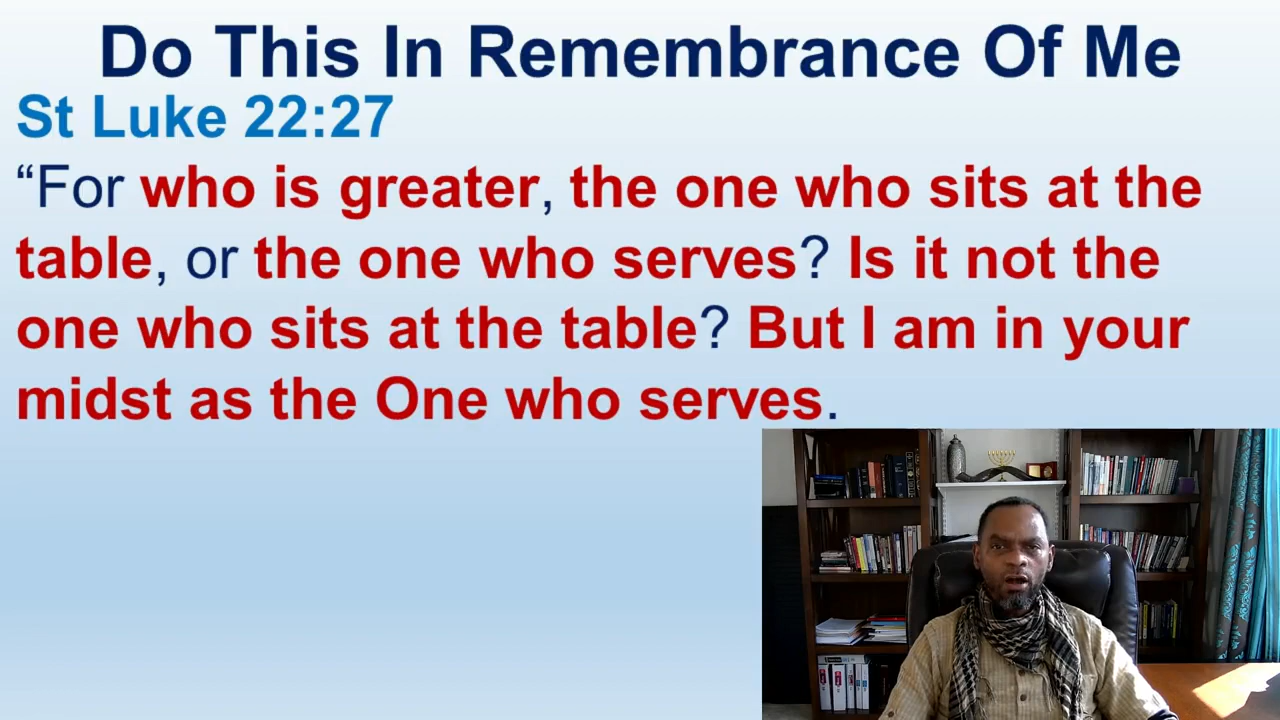 Do This In Remembrance Of Me
St Luke 22:27
“For who is greater, the one who sits at the
table, or the one who serves? Is it not the
one who sits at the table? But I am in your
midst as the One who serves.